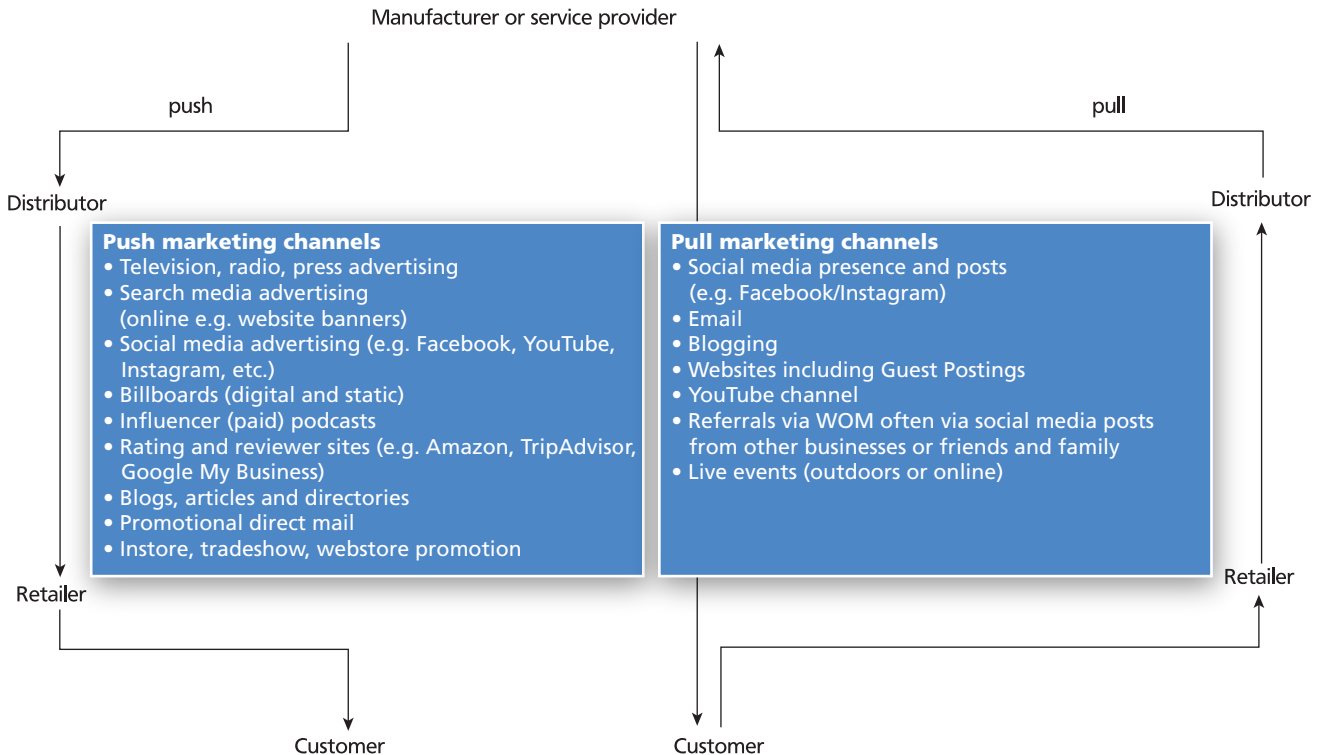 Manufacturer or service provider
push
pull
Distributor
Distributor
Push marketing channels
• Television, radio, press advertising
• Search media advertising
(online e.g. website banners)
• Social media advertising (e.g. Facebook, YouTube,
Instagram, etc.)
• Billboards (digital and static)
• Influencer (paid) podcasts
• Rating and reviewer sites (e.g. Amazon, TripAdvisor,
Google My Business)
• Blogs, articles and directories
• Promotional direct mail
• Instore, tradeshow, webstore promotion
Pull marketing channels
• Social media presence and posts
(e.g. Facebook/Instagram)
• Email
• Blogging
• Websites including Guest Postings
• YouTube channel
• Referrals via WOM often via social media posts
from other businesses or friends and family
• Live events (outdoors or online)
Retailer
Retailer
Customer
Customer